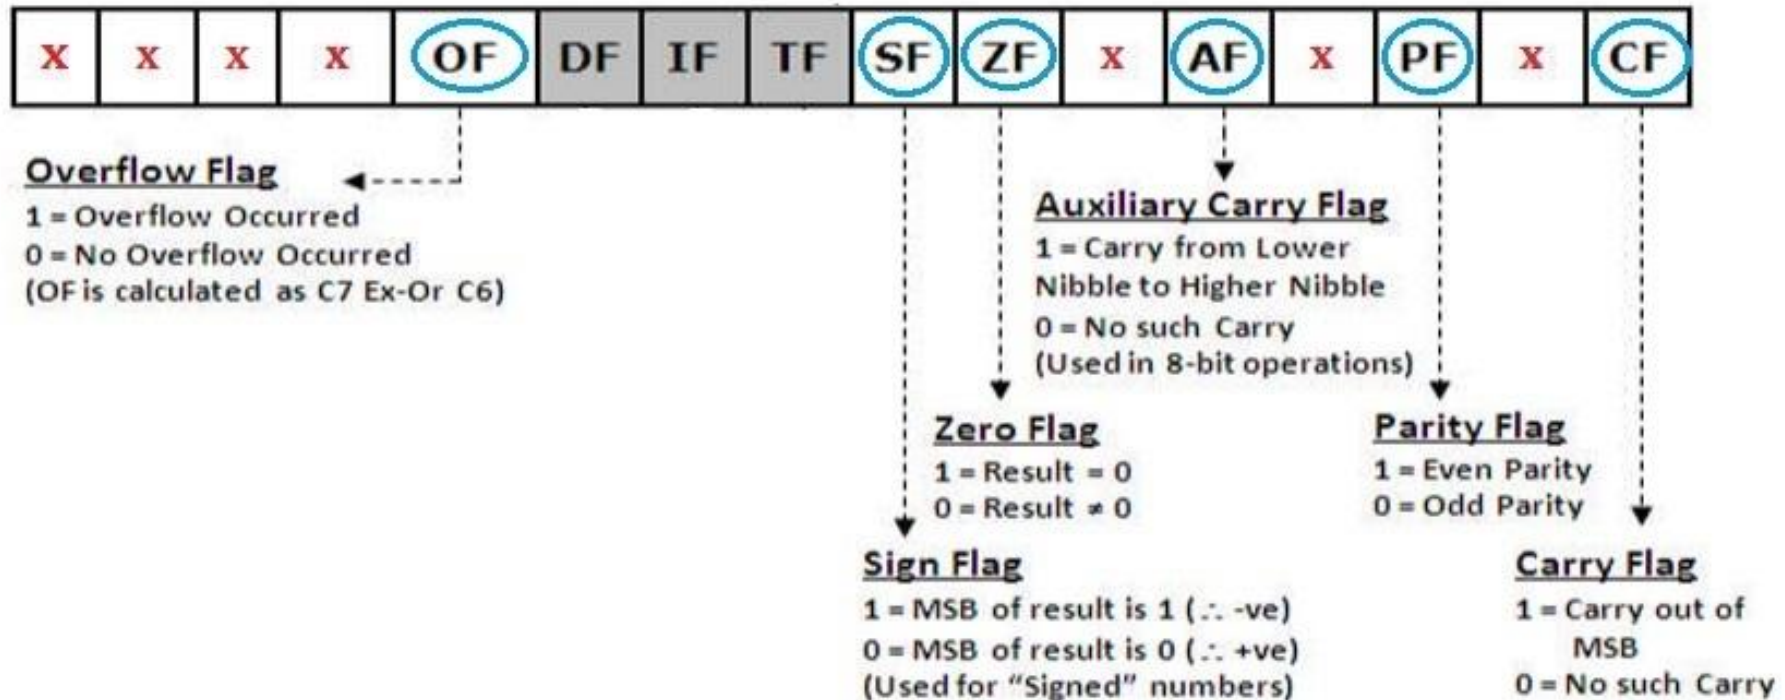 x x x x OF DF IF TF SF ZF x AF x PF x CF
Overflow Flag
1 = Overflow Occurred
0 = No Overflow Occurred
(OF is calculated as C7 Ex-Or C6)
Auxiliary Carry Flag
1 = Carry from Lower
Nibble to Higher Nibble
0 = No such Carry
(Used in 8-bit operations)
Zero Flag
1 = Result = 0
0 = Result ≠ 0
Parity Flag
1 = Even Parity
0 = Odd Parity
Sign Flag
1 = MSB of result is 1 (∴ -ve)
0 = MSB of result is 0 (∴ +ve)
(Used for “Signed” numbers)
Carry Flag
1 = Carry out of
MSB
0 = No such Carry